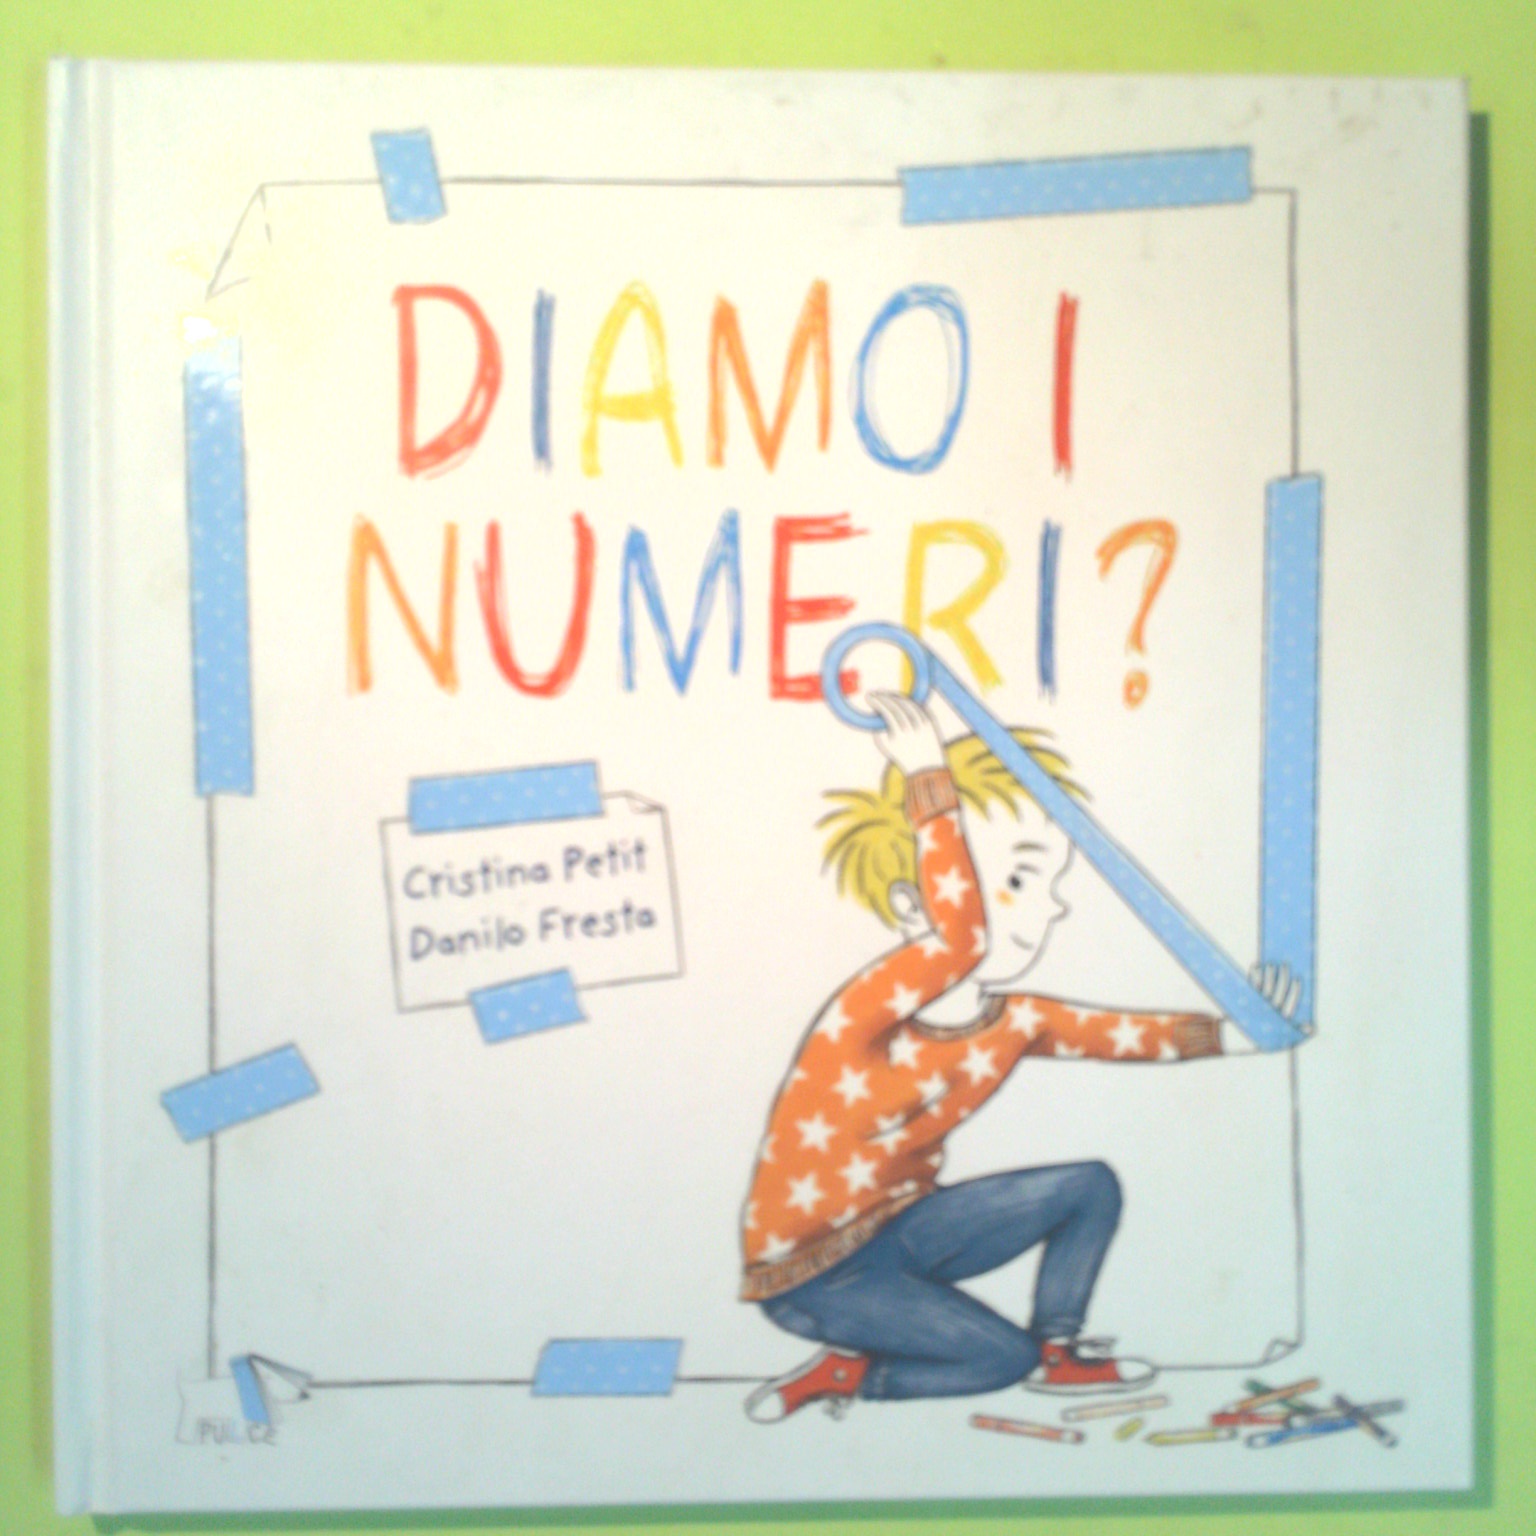 DIAMO I
NUMERI?
Cristina Petit
Danilo Fresta
PULCE